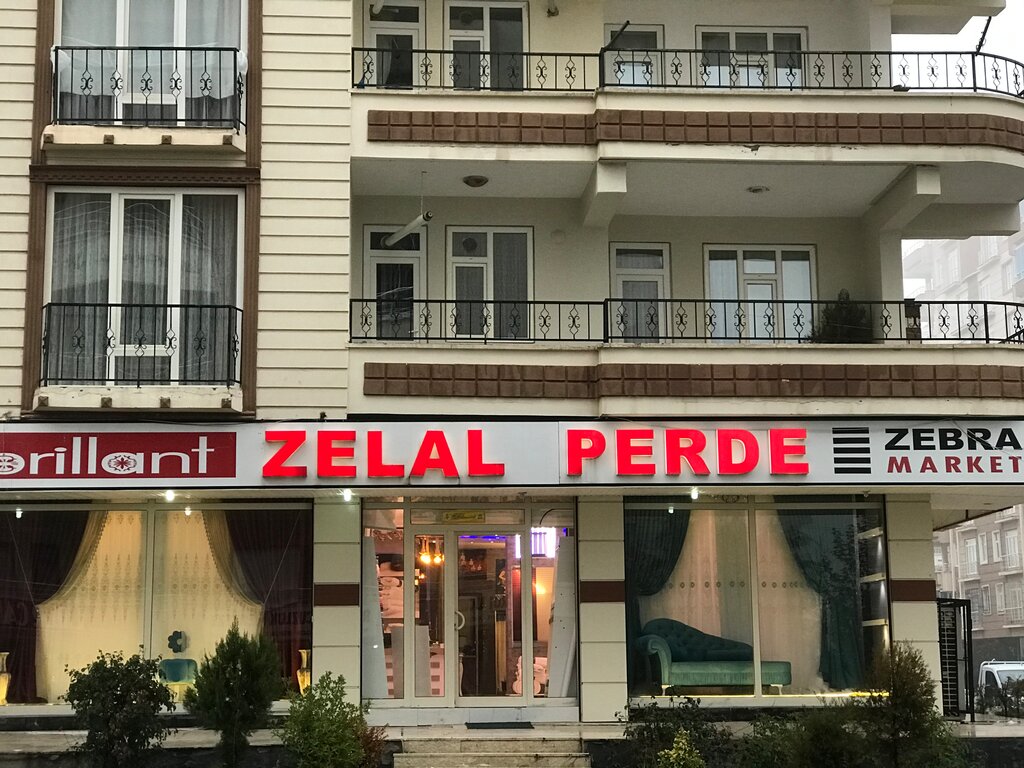 brillant
ZELAL PERDE
ZEBRA
MARKET